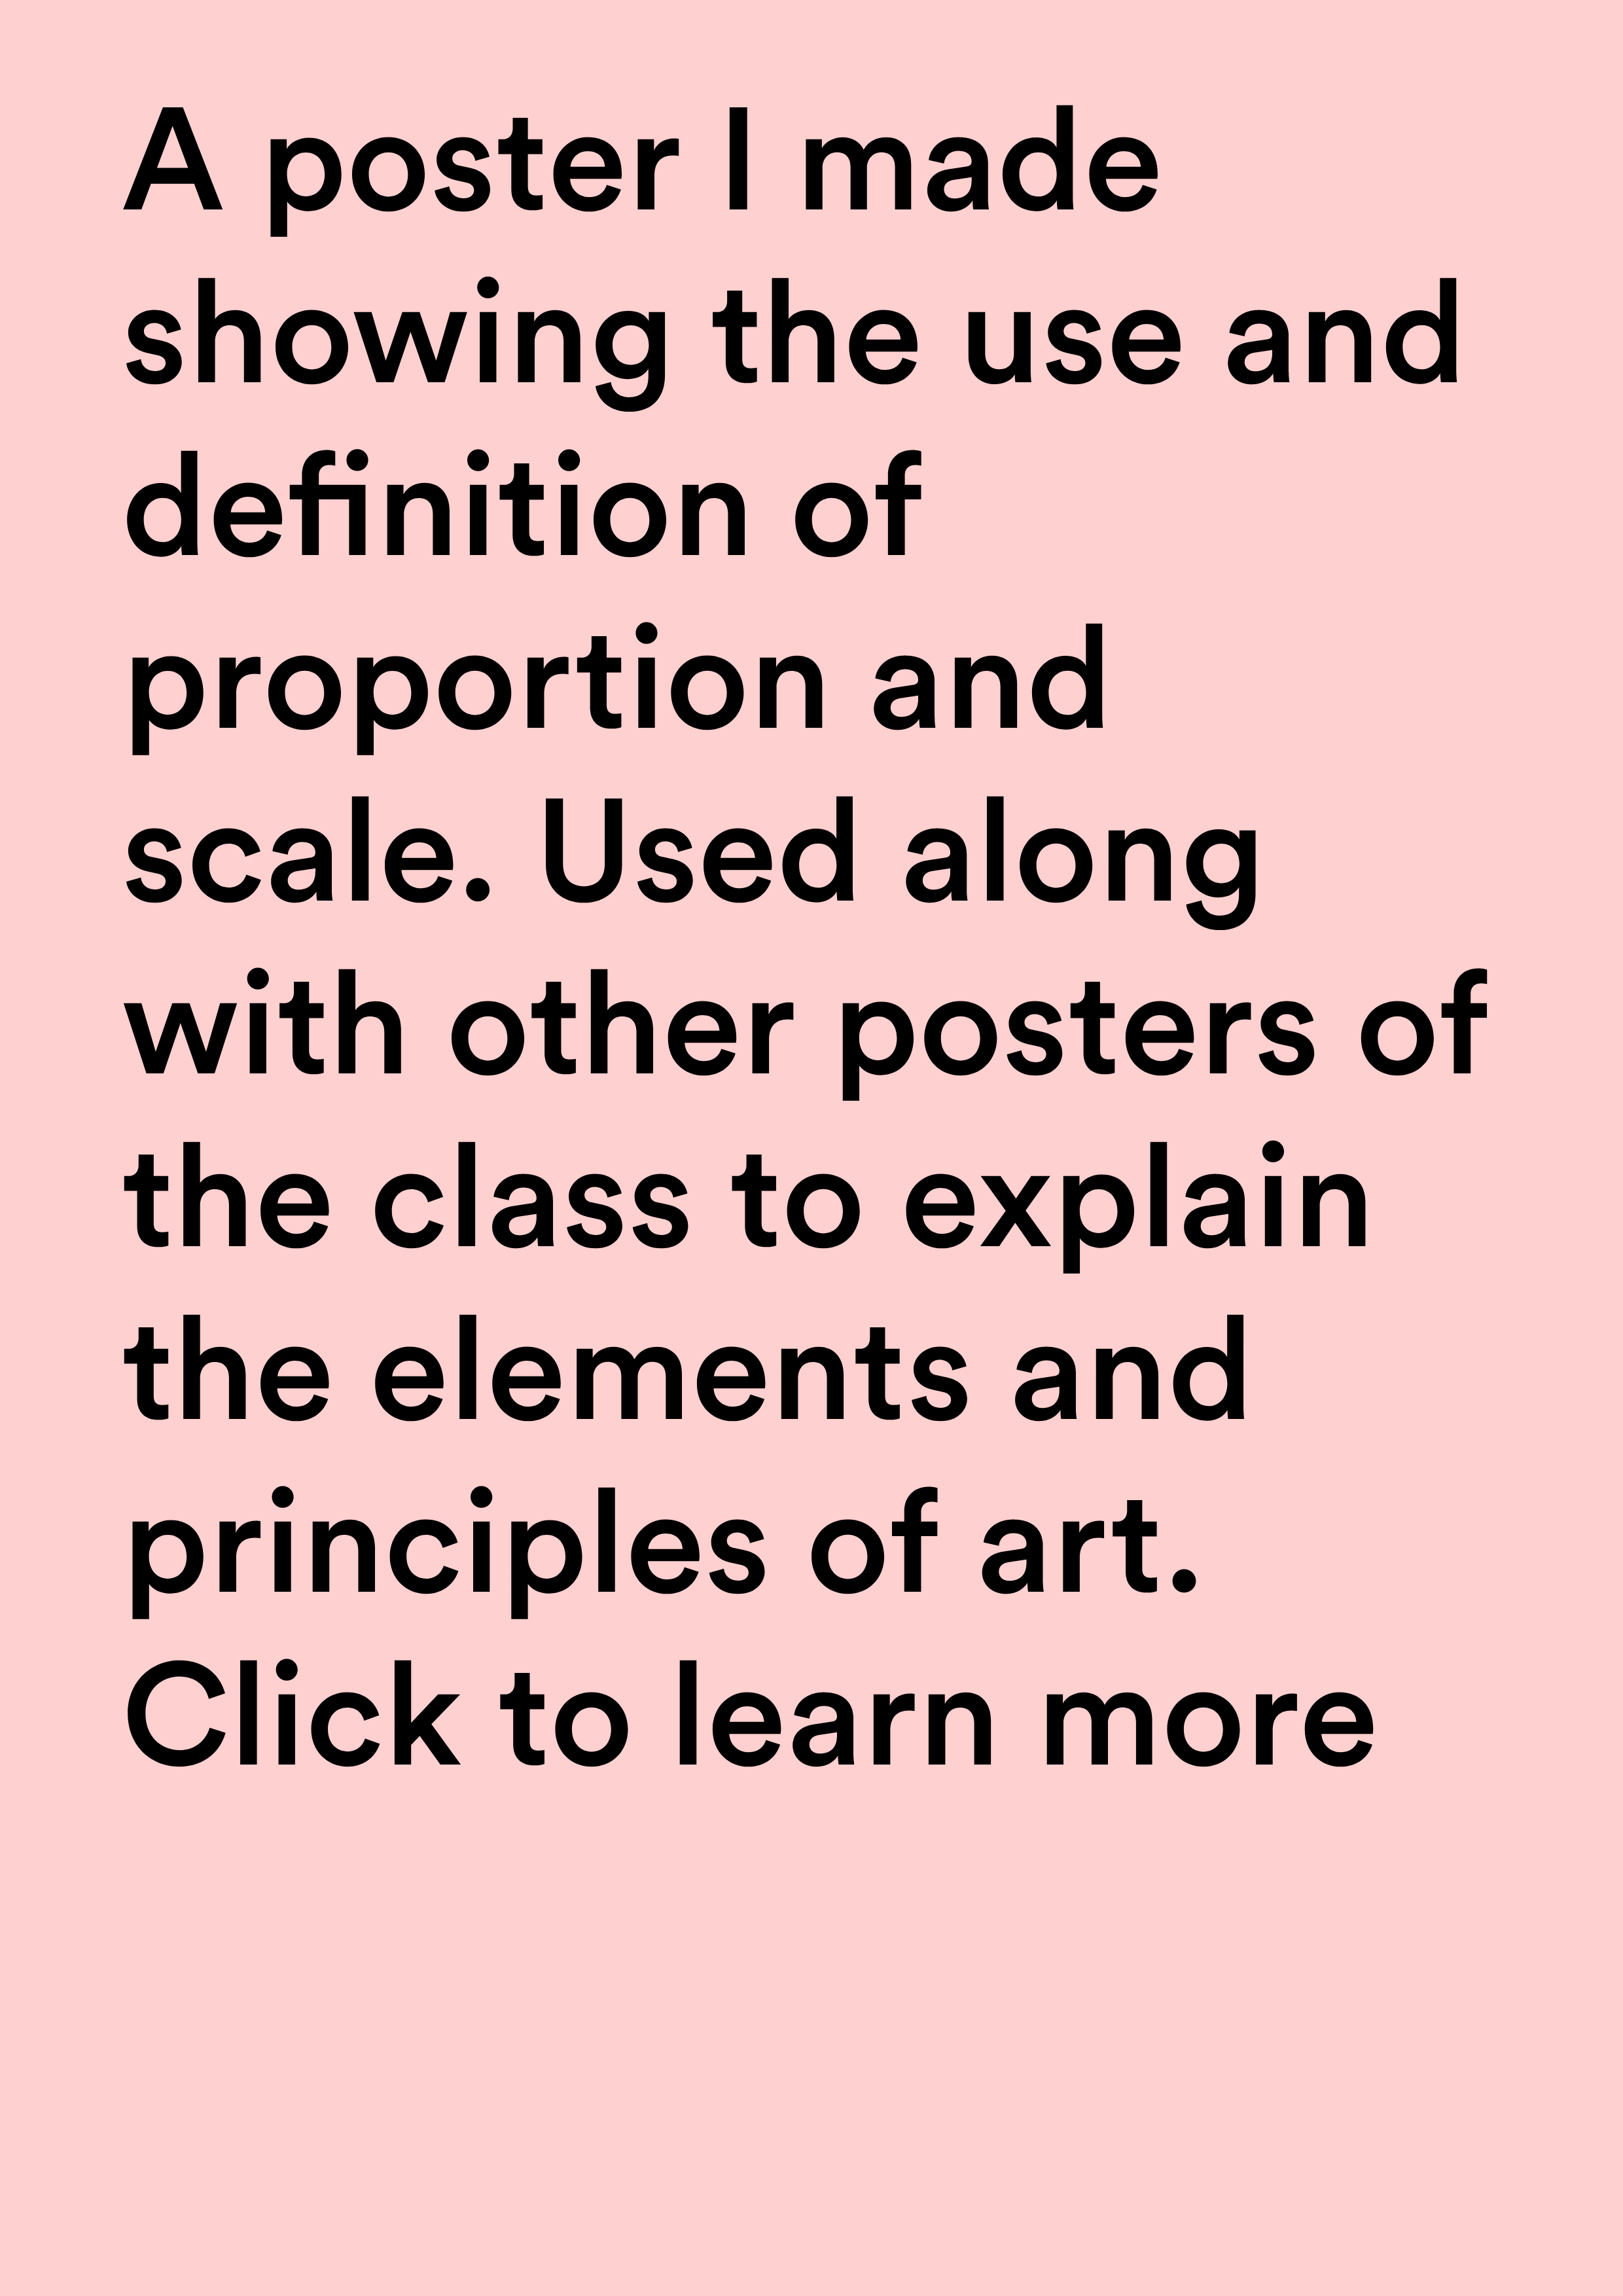 A poster I made
showing the use and
definition of
proportion and
scale. Used along
with other posters of
the class to explain
the elements and
principles of art.
Click to learn more